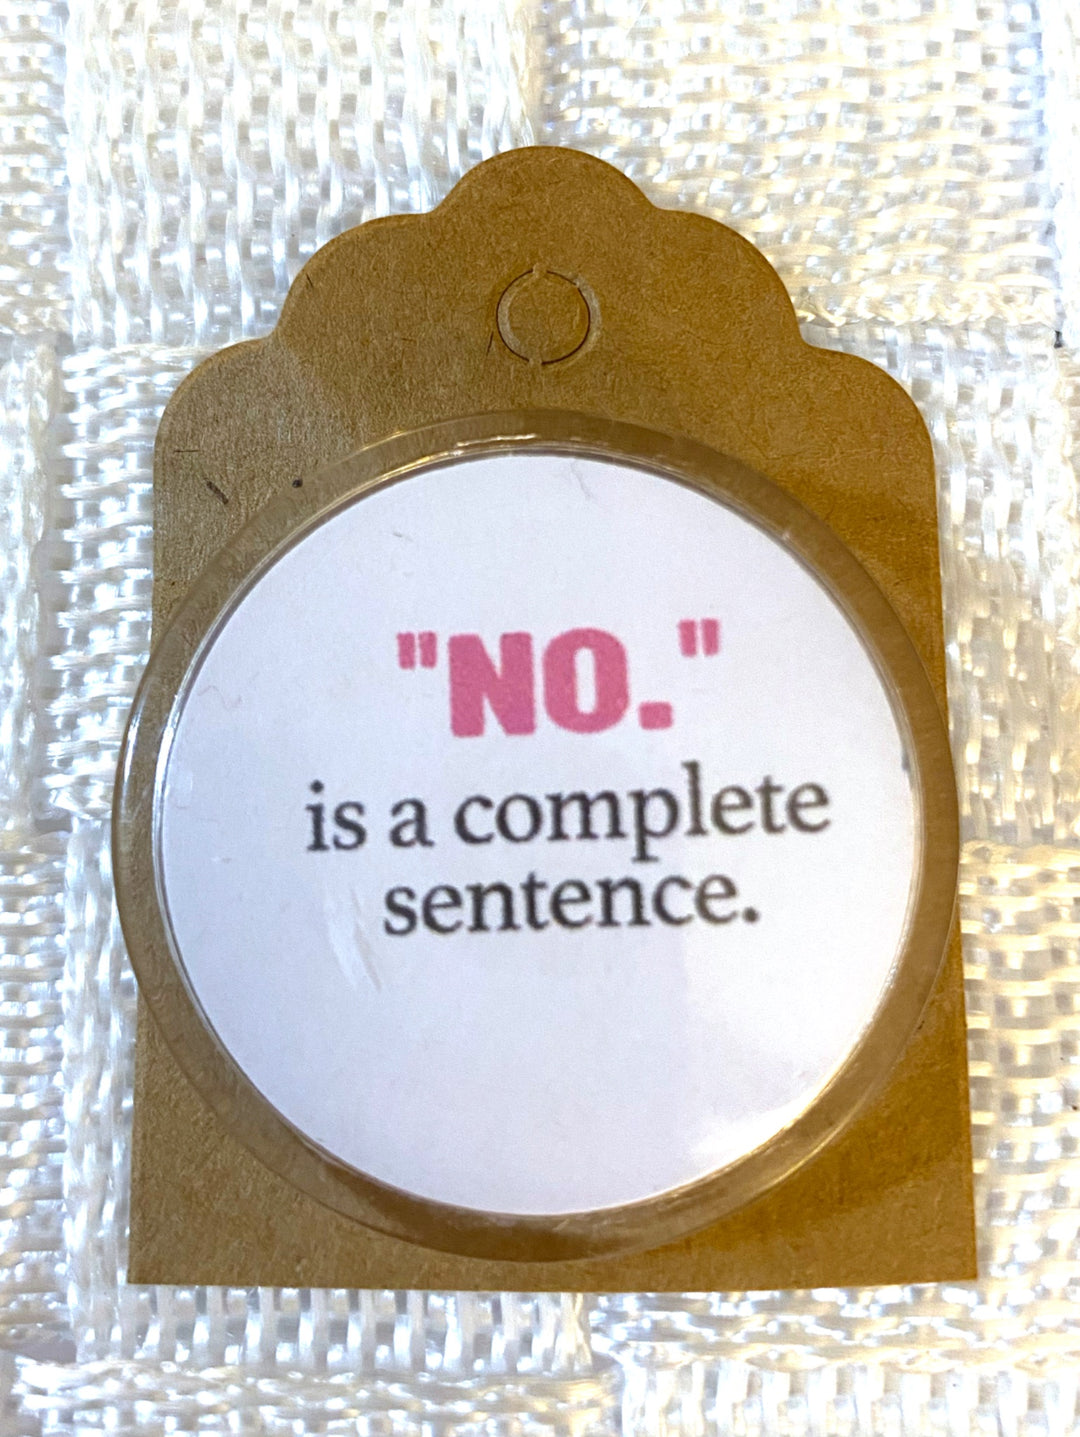 "NO."
is a complete
sentence.